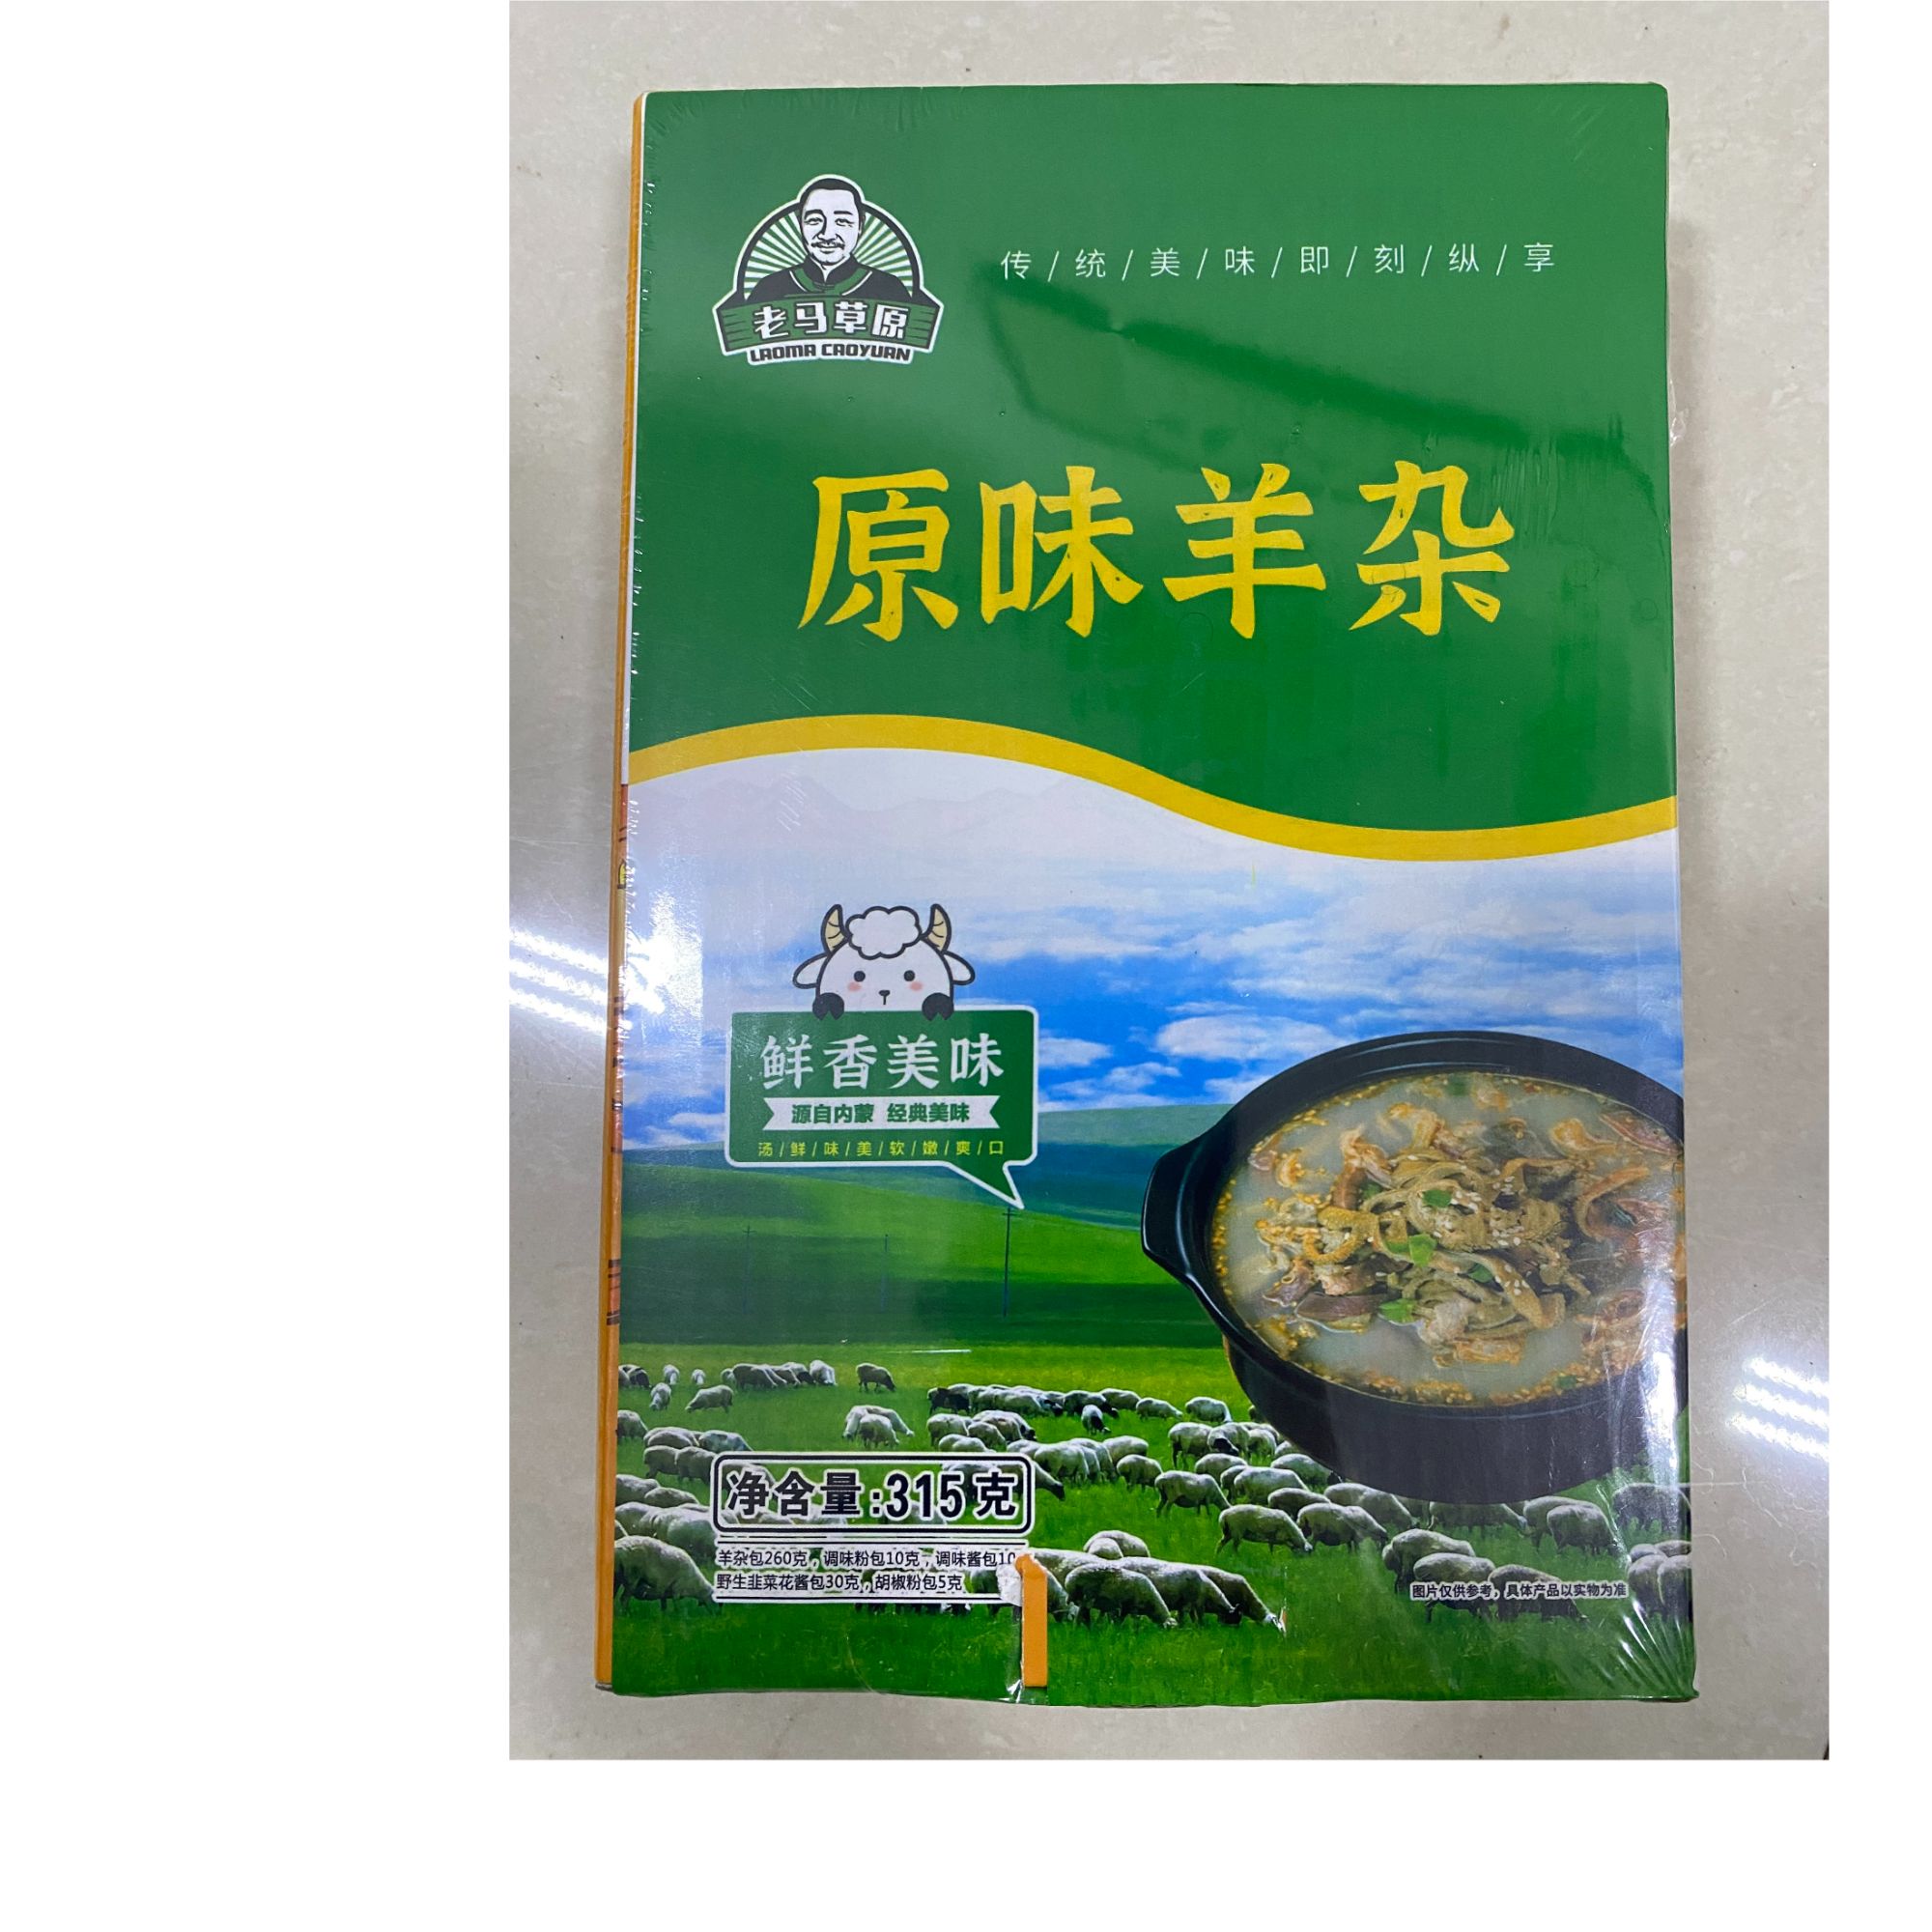 传/统/美/味/即/刻/纵/享
老马草原
LAOMA CAOYUAN
原味羊杂
鲜香美味
源自内蒙 经典美味
汤/鲜/味/美/软/嫩/爽/口
净含量:315克
羊杂包260克，调味粉包10克，调味酱包10
野生韭菜花酱包30克，胡椒粉包5克
图片仅供参考，具体产品以实物为准